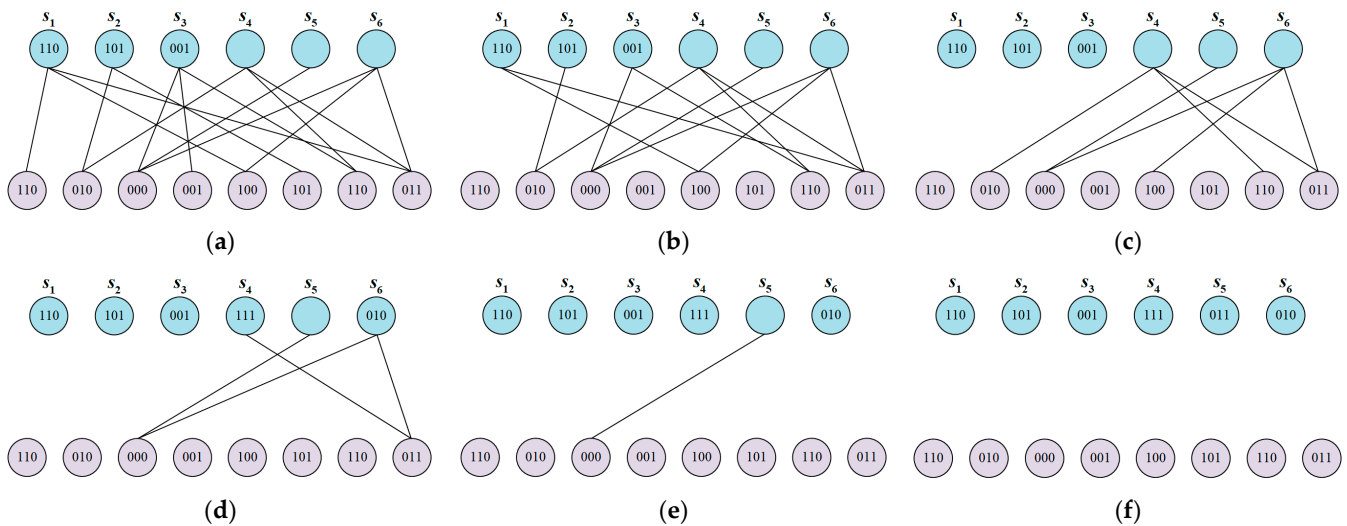 s1 s2 s3 s4 s5 s6 s1 s2 s3 s4 s5 s6 s1 s2 s3 s4 s5 s6
110 101 001 110 101 001 110 101 001
110 010 000 001 100 101 110 011 110 010 000 001 100 101 110 011 110 010 000 001 100 101 110 011
(a) (b) (c)
s1 s2 s3 s4 s5 s6 s1 s2 s3 s4 s5 s6 s1 s2 s3 s4 s5 s6
110 101 001 111 010 110 101 001 111 010 110 101 001 111 011 010
110 010 000 001 100 101 110 011 110 010 000 001 100 101 110 011 110 010 000 001 100 101 110 011
(d) (e) (f)